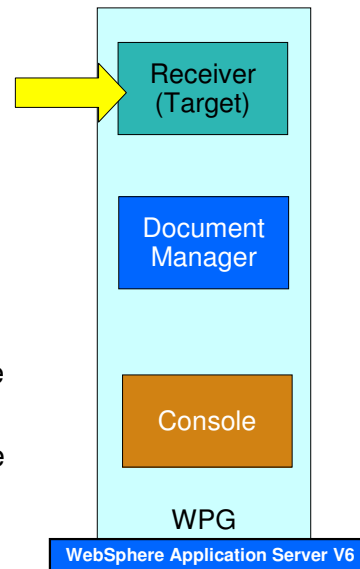 Receiver
(Target)
Document
Manager
e
Console
e
WPG
WebSphere Application Server V6